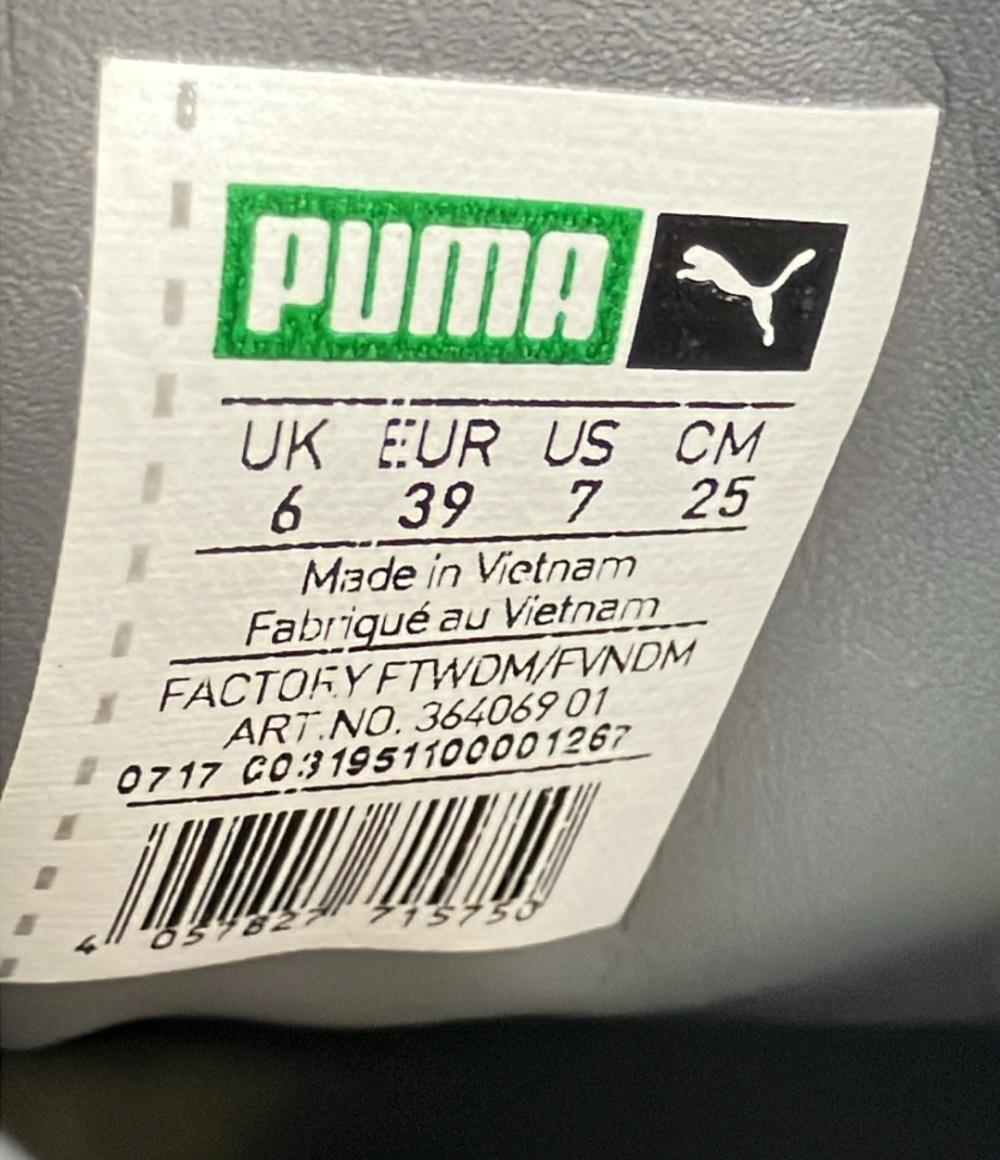 PUMA
UK EUR US CM
6 39 7 25
Made in Vietnam
Fabriqué au Vietnam
FACTORY FTWDM/FVNDM
ART.NO. 364069 01
0717 C031951100001267
4 057827 715750